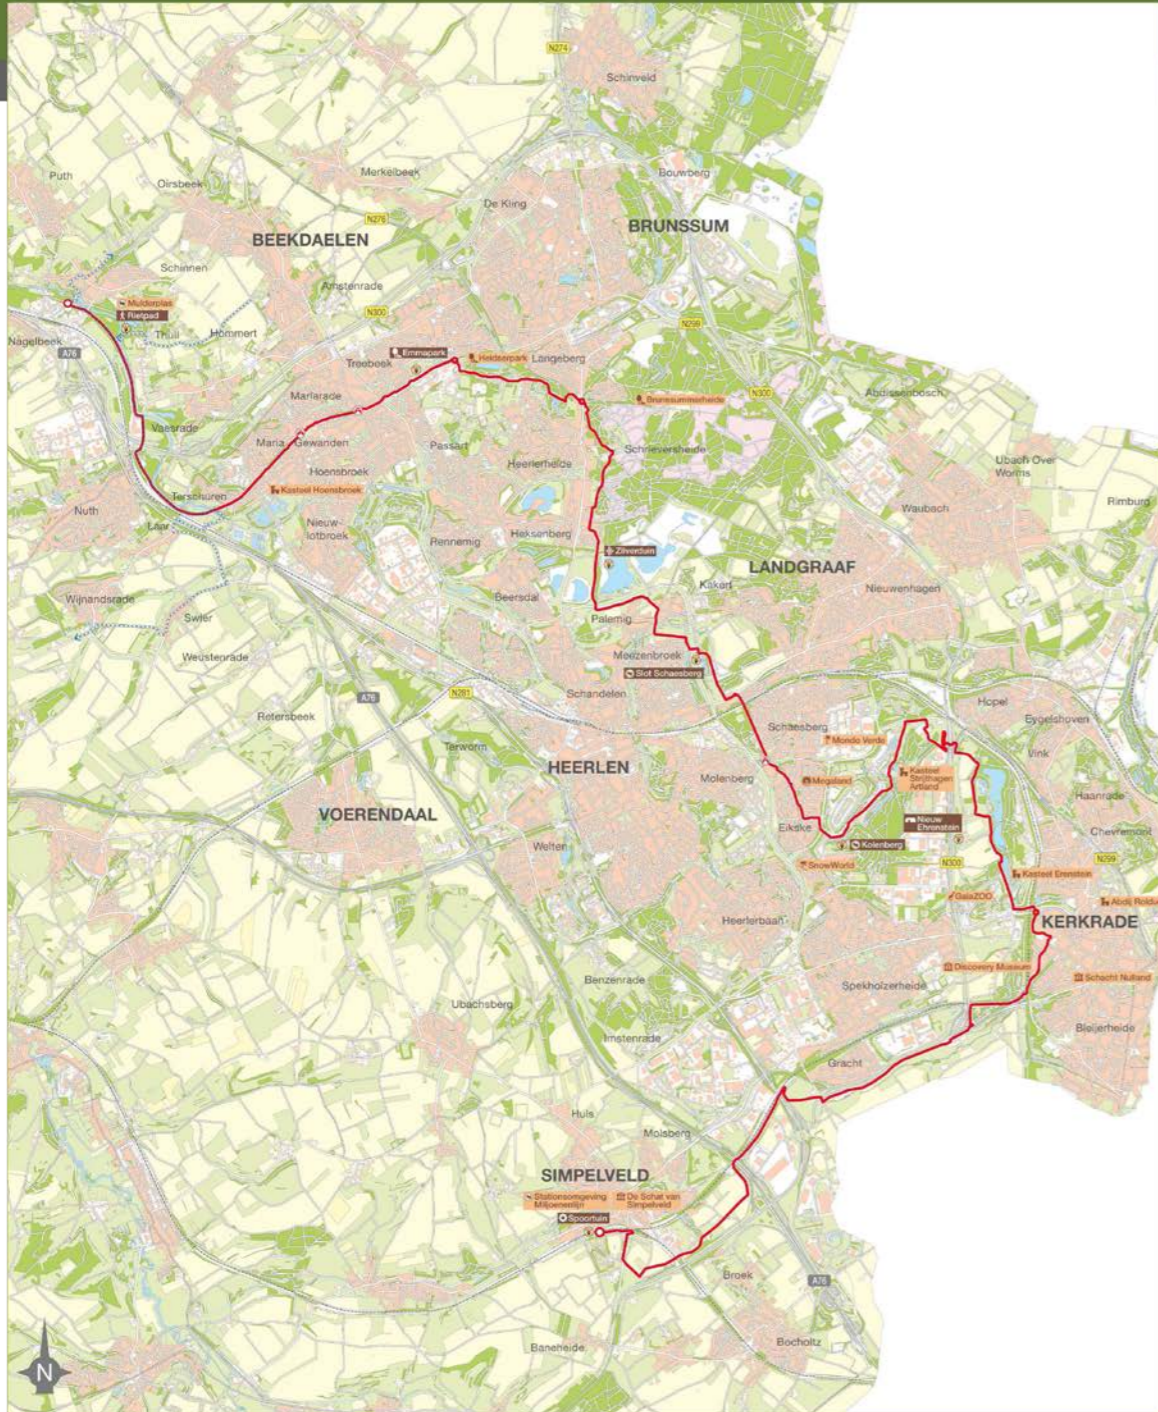 N274
Schinveld
Bouwberg
Puth
Oirsbeek
Merkelbeek
De Kling
N276
BRUNSSUM
BEEKDAELEN
Schinnen
Amstenrade
Mulderplas
Rietpad
N300
N299
Thull
Hommert
Nagelbeek
A76
Emmapark
Heidserpark
Langeberg
Treebeek
Mariarade
Brunssummerheide
N300
Abdissenbosch
Vaesrade
Maria Gewanden
Passart
Schrieversheide
Heerlerheide
Ubach Over
Worms
Hoensbroek
Terschuren
Kasteel Hoensbroek
Rimburg
Nuth
Laar
Nieuw-
lotbroek
Waubach
Rennemig
Heksenberg
Zilverduin
LANDGRAAF
Kakert
Nieuwenhagen
Wijnandsrade
Beersdal
Swier
Palemig
Weustenrade
Meezenbroek
Slot Schaesberg
Schandelen
N281
A76
Hopel
Retersbeek
Eygelshoven
Schaesberg
Terworm
Mondo Verde
Vink
HEERLEN
Molenberg
Megaland
Kasteel
Strijthagen
Artland
Haanrade
VOERENDAAL
Nieuw
Ehrenstein
Eikske
Chevremont
Welten
Kolenberg
N299
SnowWorld
N300
Kasteel Erenstein
GaiaZOO
Abdij Rolduc
Heerlerbaan
KERKRADE
Discovery Museum
Schacht Nulland
Benzenrade
Spekholzerheide
Ubachsberg
Imstenrade
Bleijerheide
Gracht
Huls
Molsberg
SIMPELVELD
Stationsomgeving
Miljoenenlijn
De Schat van
Simpelveld
Spoortuin
Broek
A76
Baneheide
Bocholtz
N